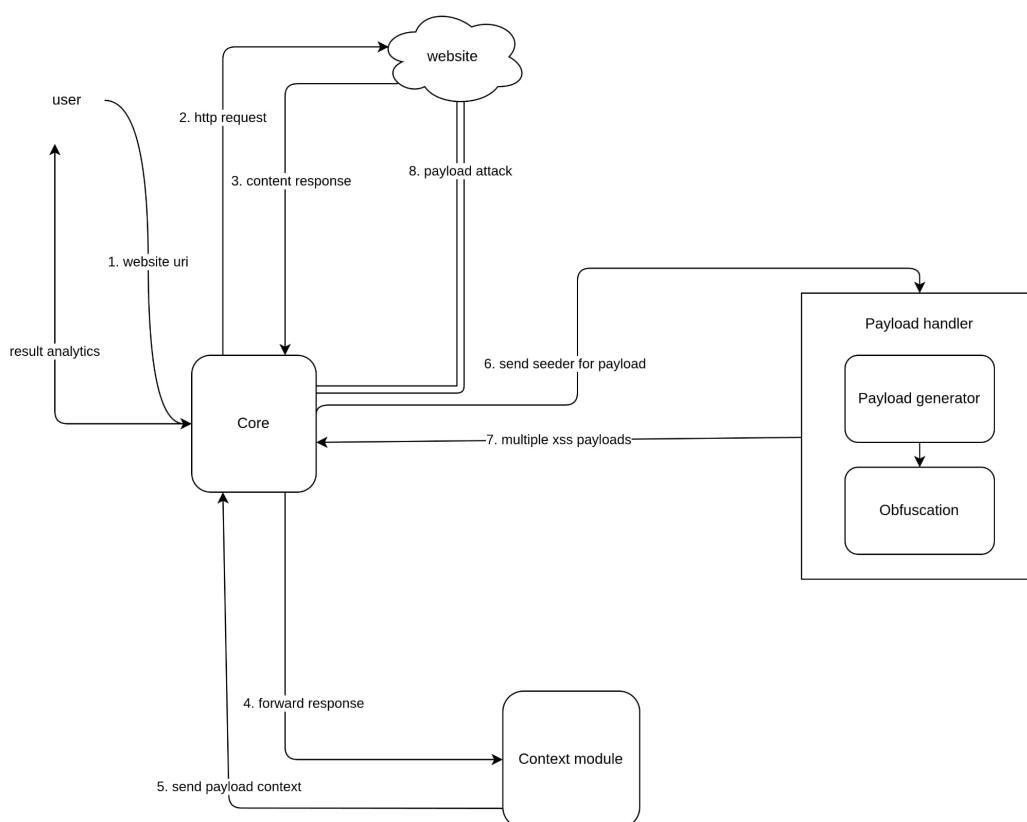 website
user
2. http request
8. payload attack
3. content response
1. website uri
Payload handler
result analytics
6. send seeder for payload
Payload generator
Core
7. multiple xss payloads
Obfuscation
4. forward response
Context module
5. send payload context